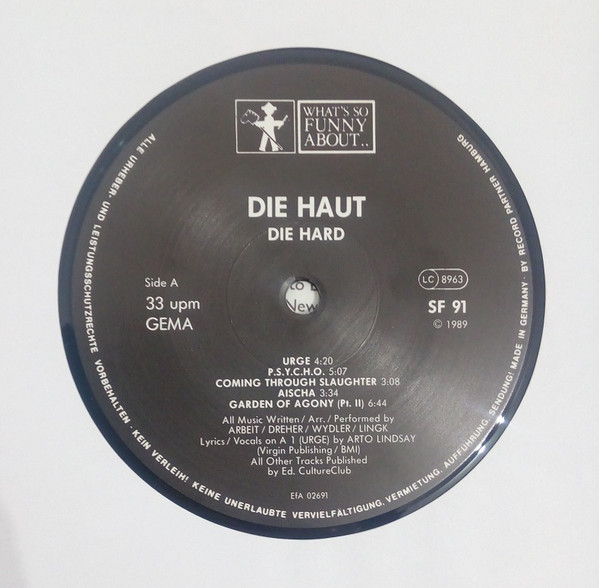 WHAT'S SO
FUNNY
ABOUT..
DIE HAUT
DIE HARD
Side A
33 upm
GEMA
LC 8963
SF 91
© 1989
to
New
URGE 4:20
P.S.Y.C.H.O. 5:07
COMING THROUGH SLAUGHTER 3:08
AISCHA 3:34
GARDEN OF AGONY (Pt. II) 6:44
All Music Written / Arr. / Performed by
ARBEIT / DREHER / WYDLER / LINGK
Lyrics / Vocals on A 1 (URGE) by ARTO LINDSAY
(Virgin Publishing / BMI)
All Other Tracks Published
by Ed. CultureClub
EfA 02691
ALLE URHEBER- UND LEISTUNGSSCHUTZRECHTE VORBEHALTEN · KEIN VERLEIH! KEINE UNERLAUBTE VERVIELFÄLTIGUNG, VERMIETUNG, AUFFÜHRUNG, SENDUNG! MADE IN GERMANY · BY RECORD PARTNER HAMBURG